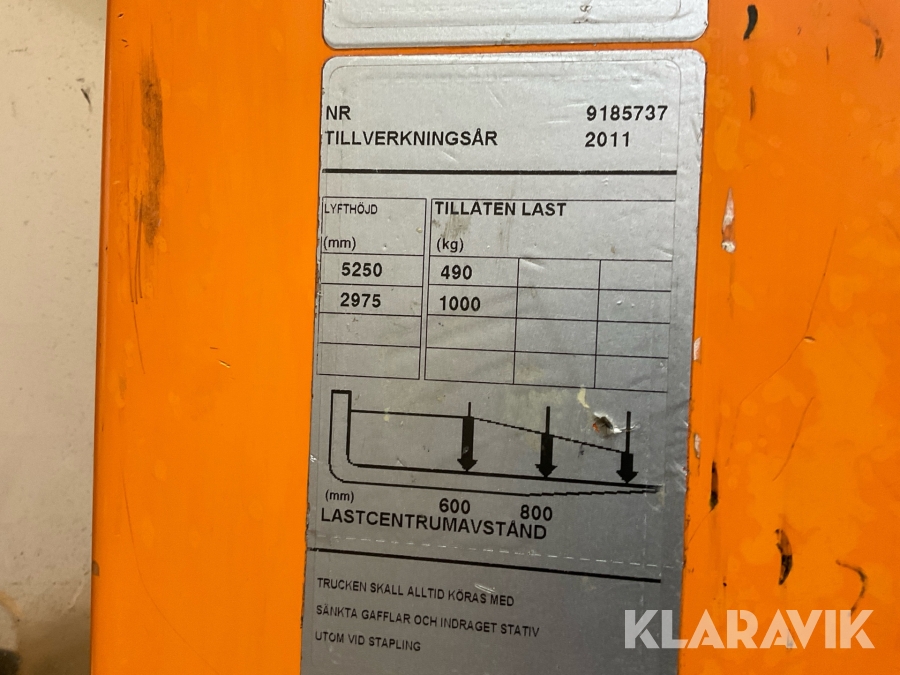 NR 9185737
TILLVERKNINGSÅR 2011
LYFTHÖJD TILLATEN LAST
(mm) (kg)
5250 490
2975 1000
(mm) 600 800
LASTCENTRUMAVSTÅND
TRUCKEN SKALL ALLTID KÖRAS MED
SÄNKTA GAFFLAR OCH INDRAGET STATIV
UTOM VID STAPLING
KLARAVIK